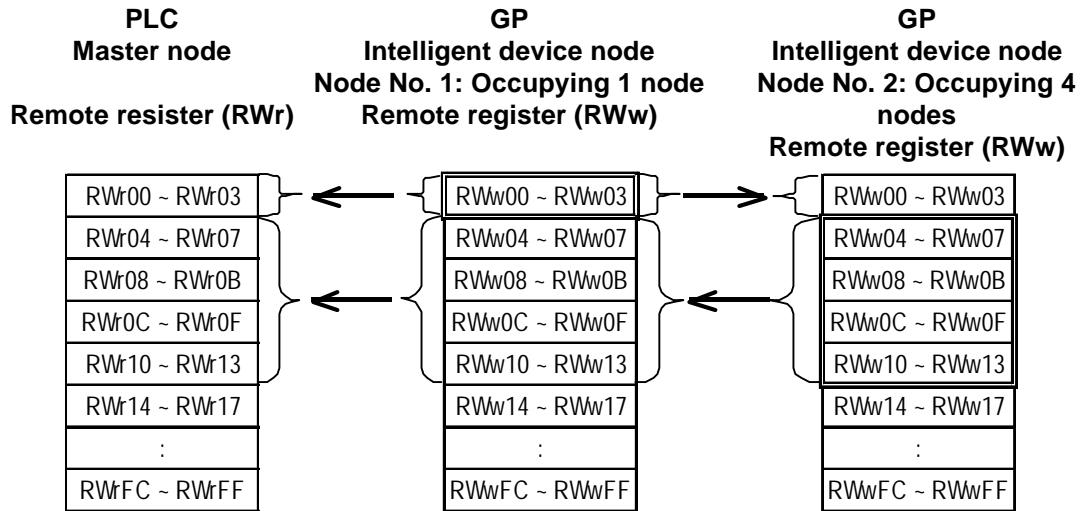 PLC
Master node
Remote resister (RWr)
GP
Intelligent device node
Node No. 1: Occupying 1 node
Remote register (RWw)
GP
Intelligent device node
Node No. 2: Occupying 4
nodes
Remote register (RWw)
RWr00 ~ RWr03
RWr04 ~ RWr07
RWr08 ~ RWr0B
RWr0C ~ RWr0F
RWr10 ~ RWr13
RWr14 ~ RWr17
:
RWrFC ~ RWrFF
RWw00 ~ RWw03
RWw04 ~ RWw07
RWw08 ~ RWw0B
RWw0C ~ RWw0F
RWw10 ~ RWw13
RWw14 ~ RWw17
:
RWwFC ~ RWwFF
RWw00 ~ RWw03
RWw04 ~ RWw07
RWw08 ~ RWw0B
RWw0C ~ RWw0F
RWw10 ~ RWw13
RWw14 ~ RWw17
:
RWwFC ~ RWwFF